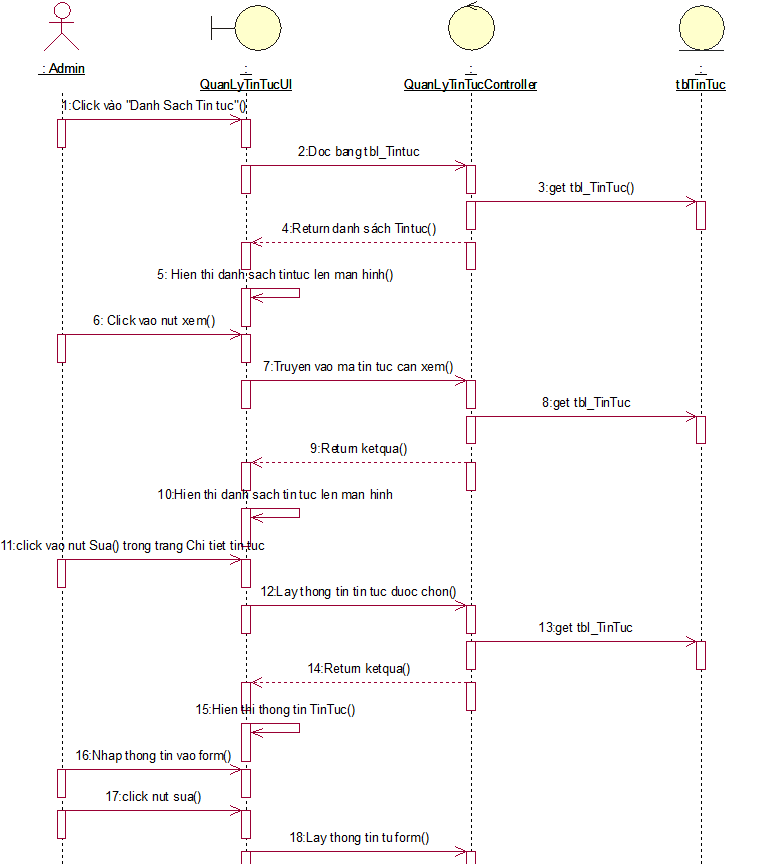 : Admin
:
QuanLyTinTucUI
:
QuanLyTinTucController
:
tblTinTuc
1:Click vào "Danh Sach Tin tuc"()
2:Doc bang tbl_Tintuc
3:get tbl_TinTuc()
4:Return danh sách Tintuc()
5: Hien thi danh sach tintuc len man hinh()
6: Click vao nut xem()
7:Truyen vao ma tin tuc can xem()
8:get tbl_TinTuc
9:Return ketqua()
10:Hien thi danh sach tin tuc len man hinh
11:click vao nut Sua() trong trang Chi tiet tin tuc
12:Lay thong tin tin tuc duoc chon()
13:get tbl_TinTuc
14:Return ketqua()
15:Hien thi thong tin TinTuc()
16:Nhap thong tin vao form()
17:click nut sua()
18:Lay thong tin tu form()